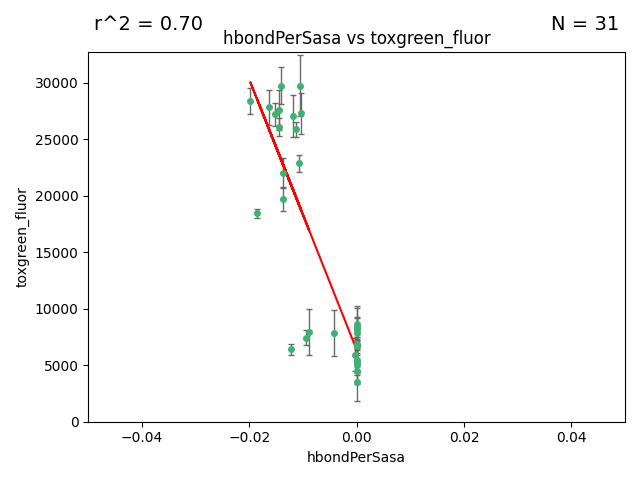 r^2 = 0.70
N = 31
hbondPerSasa vs toxgreen_fluor
toxgreen_fluor
30000
25000
20000
15000
10000
5000
0
−0.04
−0.02
0.00
0.02
0.04
hbondPerSasa